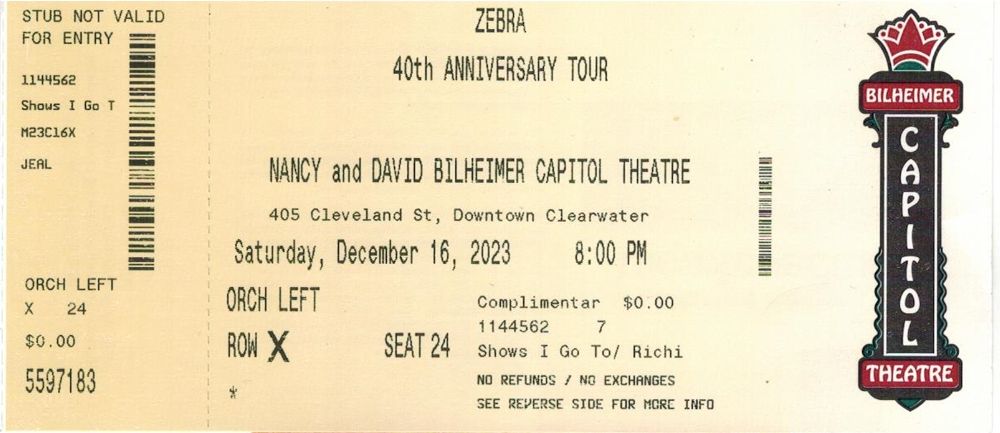 STUB NOT VALID
FOR ENTRY
1144562
Shows I Go T
M23C16X
JEAL
ORCH LEFT
X 24
$0.00
5597183
ZEBRA
40th ANNIVERSARY TOUR
NANCY and DAVID BILHEIMER CAPITOL THEATRE
405 Cleveland St, Downtown Clearwater
Saturday, December 16, 2023 8:00 PM
ORCH LEFT
ROW X SEAT 24
*
Complimentar $0.00
1144562 7
Shows I Go To/ Richi
NO REFUNDS / NO EXCHANGES
SEE REVERSE SIDE FOR MORE INFO
BILHEIMER
CAPITOL
THEATRE